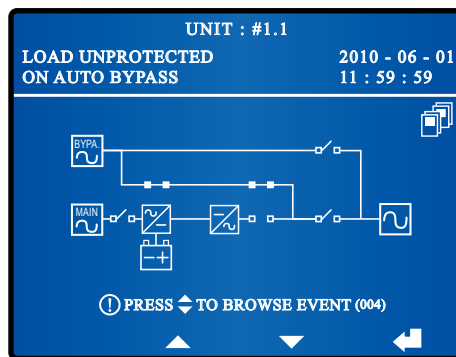 UNIT : #1.1
LOAD UNPROTECTED 2010 - 06 - 01
ON AUTO BYPASS 11 : 59 : 59
BYPA.
MAIN
! PRESS TO BROWSE EVENT (004)